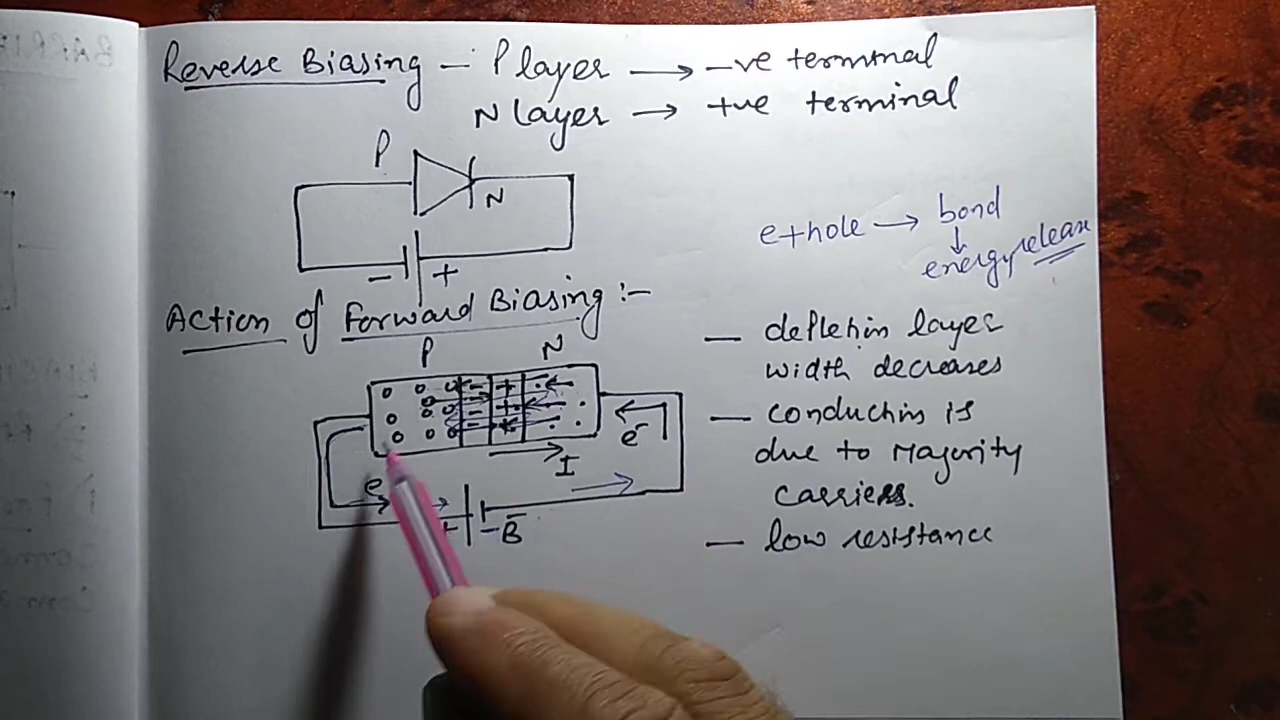 Reverse Biasing - P layer → -ve terminal
N layer → +ve terminal
P
N
- +
e+hole → bond
↓
energy release
Action of Forward Biasing :-
P N
- +
- +
- +
e-
I
e
+ - B
- depletion layer
width decreases
- conduction is
due to Majority
carriers.
- low resistance